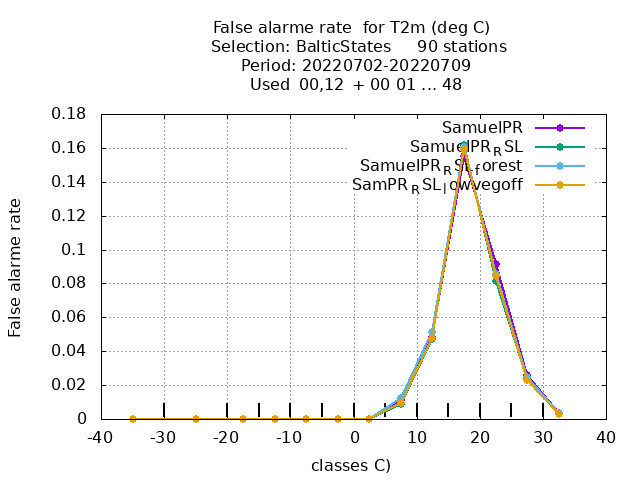 False alarme rate  for T2m (deg C)
Selection: BalticStates     90 stations
Period: 20220702-20220709
Used  00,12  + 00 01 ... 48
0.18
0.16
0.14
0.12
0.1
0.08
0.06
0.04
0.02
0
False alarme rate
SamuelPR
SamuelPR_RSL
SamuelPR_RSL_forest
SamPR_RSL_lowvegoff
-40 -30 -20 -10 0 10 20 30 40
classes C)